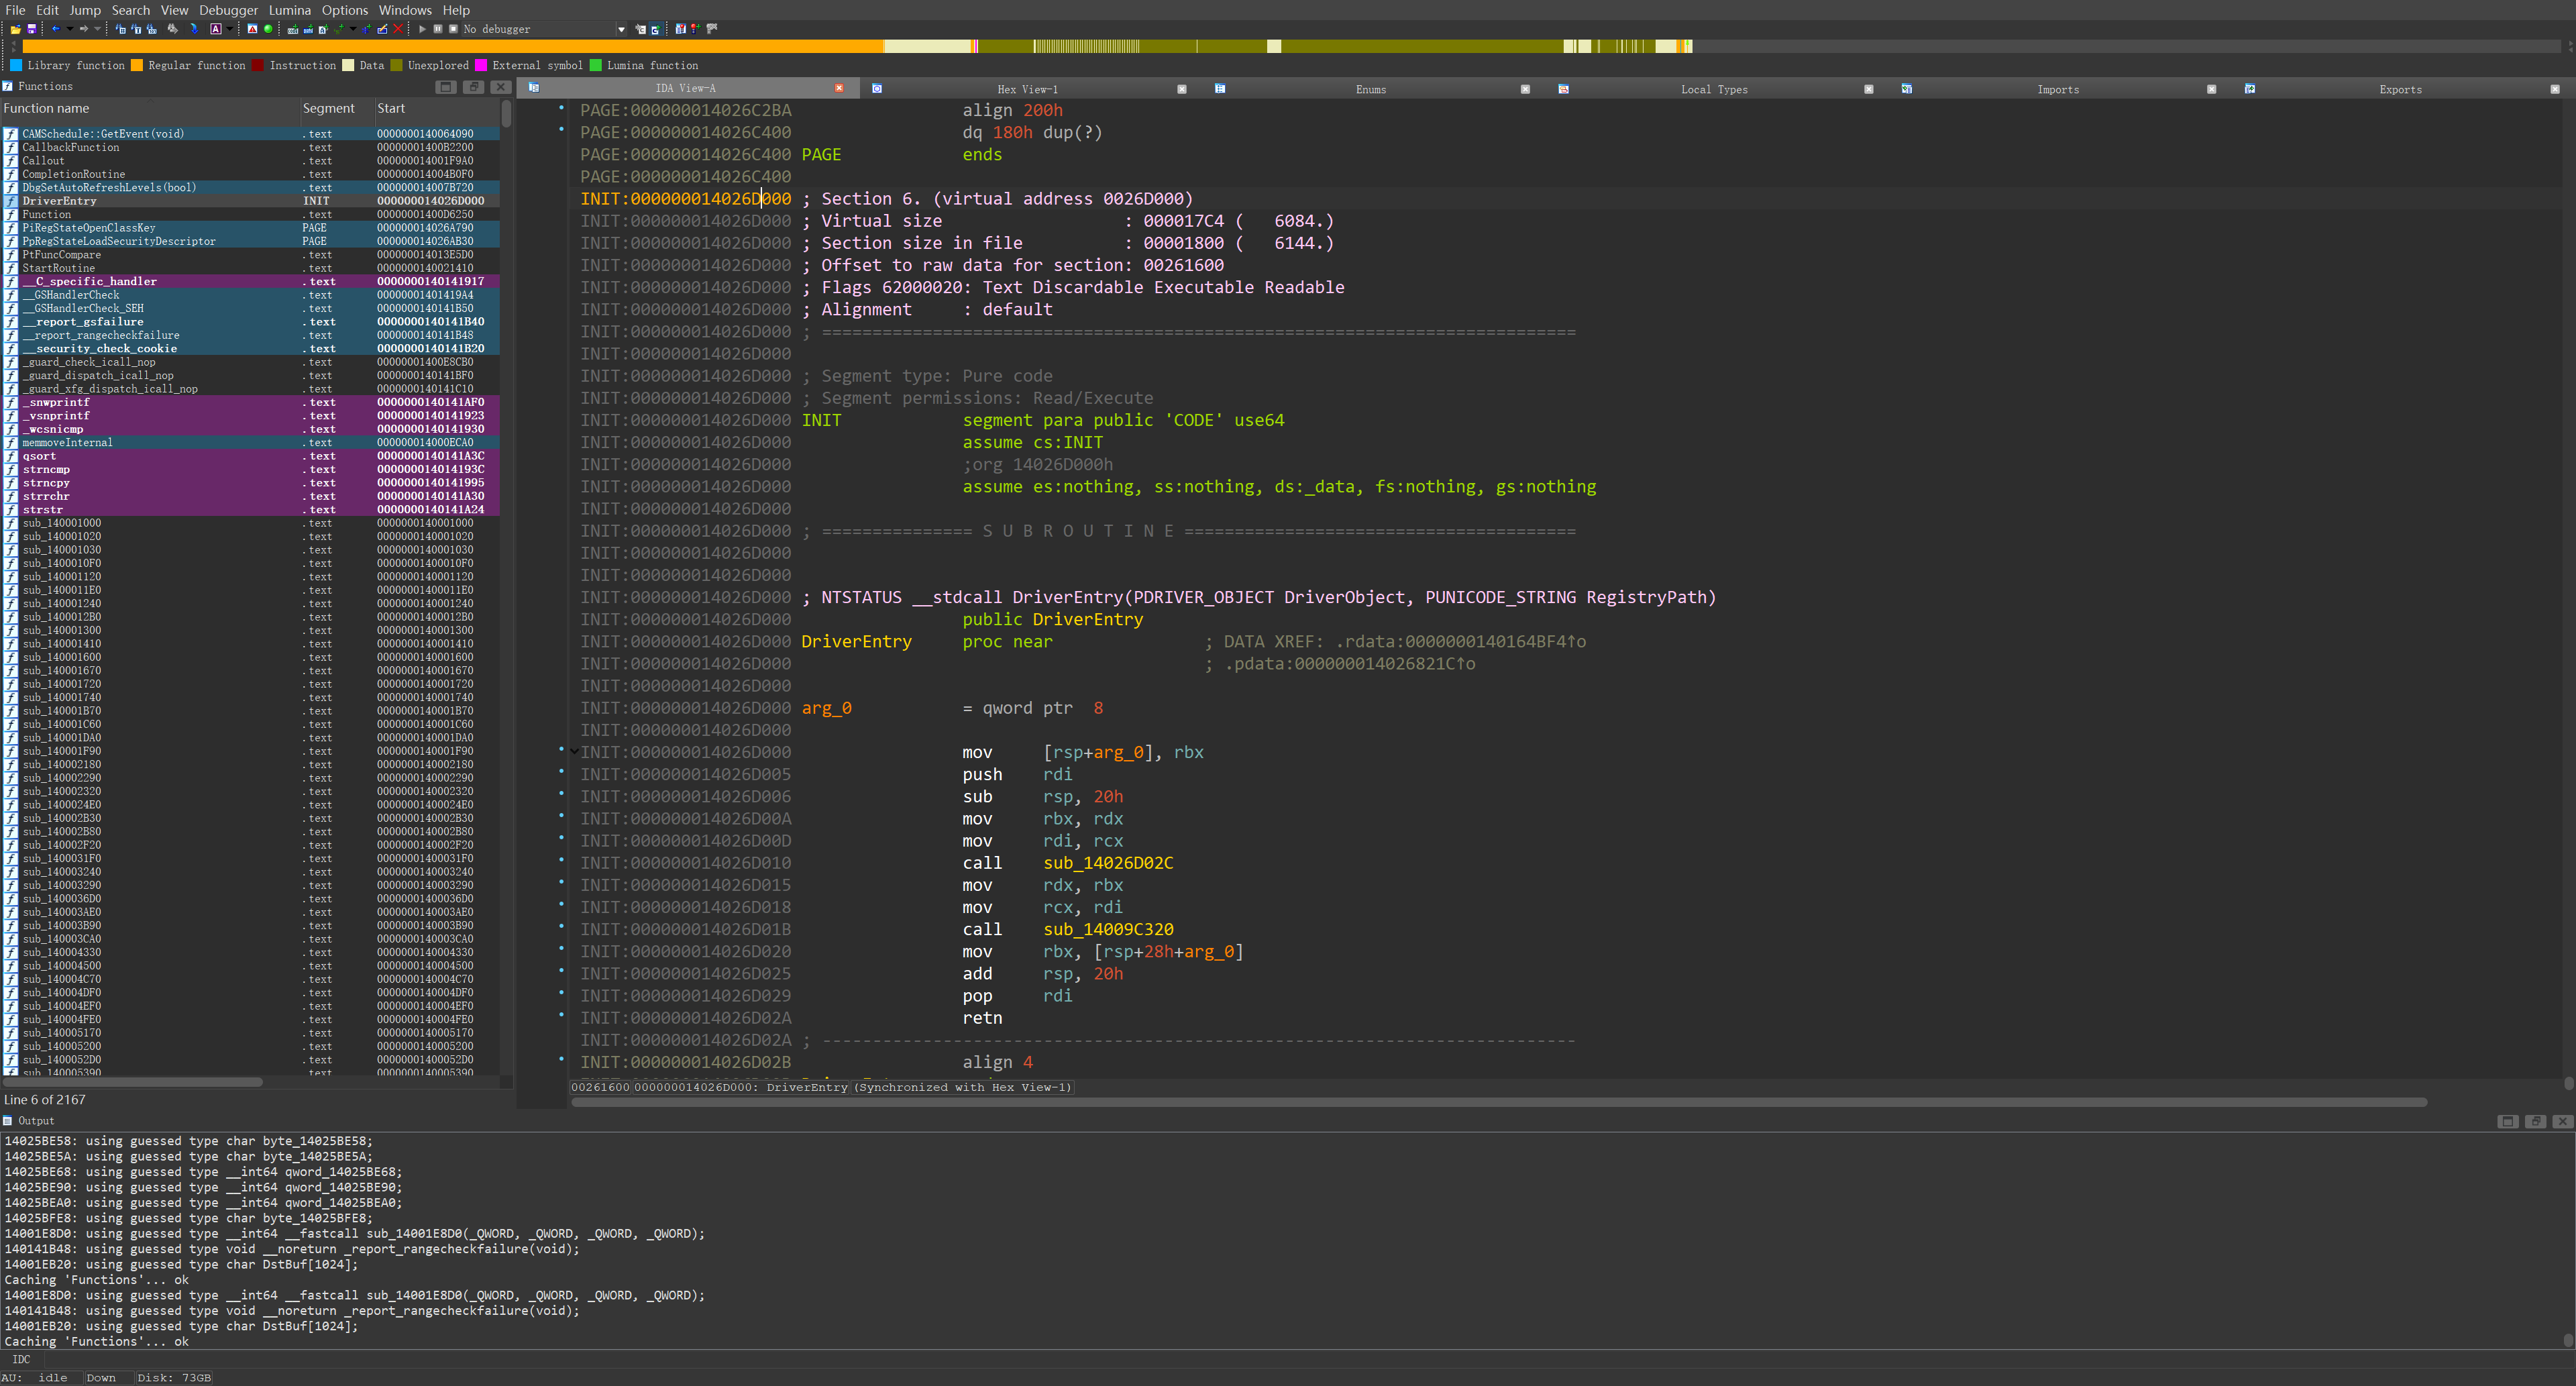 File Edit Jump Search View Debugger Lumina Options Windows Help
No debugger
Library function Regular function Instruction Data Unexplored External symbol Lumina function
Functions
Function name Segment Start
CAMSchedule::GetEvent(void) .text 0000000140064090
CallbackFunction .text 00000001400B2200
Callout .text 000000014001F9A0
CompletionRoutine .text 000000014004B0F0
DbgSetAutoRefreshLevels(bool) .text 000000014007B720
DriverEntry INIT 000000014026D000
Function .text 00000001400D6250
PiRegStateOpenClassKey PAGE 000000014026A790
PpRegStateLoadSecurityDescriptor PAGE 000000014026AB30
PtFuncCompare .text 000000014013E5D0
StartRoutine .text 0000000140021410
__C_specific_handler .text 0000000140141917
__GSHandlerCheck .text 00000001401419A4
__GSHandlerCheck_SEH .text 0000000140141B50
__report_gsfailure .text 0000000140141B40
__report_rangecheckfailure .text 0000000140141B48
__security_check_cookie .text 0000000140141B20
_guard_check_icall_nop .text 00000001400E8CB0
_guard_dispatch_icall_nop .text 0000000140141BF0
_guard_xfg_dispatch_icall_nop .text 0000000140141C10
_snwprintf .text 0000000140141AF0
_vsnprintf .text 0000000140141923
_wcsnicmp .text 0000000140141930
memmoveInternal .text 000000014000ECA0
qsort .text 0000000140141A3C
strncmp .text 000000014014193C
strncpy .text 0000000140141995
strrchr .text 0000000140141A30
strstr .text 0000000140141A24
sub_140001000 .text 0000000140001000
sub_140001020 .text 0000000140001020
sub_140001030 .text 0000000140001030
sub_1400010F0 .text 00000001400010F0
sub_140001120 .text 0000000140001120
sub_1400011E0 .text 00000001400011E0
sub_140001240 .text 0000000140001240
sub_1400012B0 .text 00000001400012B0
sub_140001300 .text 0000000140001300
sub_140001410 .text 0000000140001410
sub_140001600 .text 0000000140001600
sub_140001670 .text 0000000140001670
sub_140001720 .text 0000000140001720
sub_140001740 .text 0000000140001740
sub_140001B70 .text 0000000140001B70
sub_140001C60 .text 0000000140001C60
sub_140001DA0 .text 0000000140001DA0
sub_140001F90 .text 0000000140001F90
sub_140002180 .text 0000000140002180
sub_140002290 .text 0000000140002290
sub_140002320 .text 0000000140002320
sub_1400024E0 .text 00000001400024E0
sub_140002B30 .text 0000000140002B30
sub_140002B80 .text 0000000140002B80
sub_140002F20 .text 0000000140002F20
sub_1400031F0 .text 00000001400031F0
sub_140003240 .text 0000000140003240
sub_140003290 .text 0000000140003290
sub_1400036D0 .text 00000001400036D0
sub_140003AE0 .text 0000000140003AE0
sub_140003B90 .text 0000000140003B90
sub_140003CA0 .text 0000000140003CA0
sub_140004330 .text 0000000140004330
sub_140004500 .text 0000000140004500
sub_140004C70 .text 0000000140004C70
sub_140004DF0 .text 0000000140004DF0
sub_140004EF0 .text 0000000140004EF0
sub_140004FE0 .text 0000000140004FE0
sub_140005170 .text 0000000140005170
sub_140005200 .text 0000000140005200
sub_1400052D0 .text 00000001400052D0
sub_140005390 .text 0000000140005390
Line 6 of 2167
IDA View-A Hex View-1 Enums Local Types Imports Exports
PAGE:000000014026C2BA align 200h
PAGE:000000014026C400 dq 180h dup(?)
PAGE:000000014026C400 PAGE ends
PAGE:000000014026C400
INIT:000000014026D000 ; Section 6. (virtual address 0026D000)
INIT:000000014026D000 ; Virtual size : 000017C4 ( 6084.)
INIT:000000014026D000 ; Section size in file : 00001800 ( 6144.)
INIT:000000014026D000 ; Offset to raw data for section: 00261600
INIT:000000014026D000 ; Flags 62000020: Text Discardable Executable Readable
INIT:000000014026D000 ; Alignment : default
INIT:000000014026D000 ; ===========================================================================
INIT:000000014026D000
INIT:000000014026D000 ; Segment type: Pure code
INIT:000000014026D000 ; Segment permissions: Read/Execute
INIT:000000014026D000 INIT segment para public 'CODE' use64
INIT:000000014026D000 assume cs:INIT
INIT:000000014026D000 ;org 14026D000h
INIT:000000014026D000 assume es:nothing, ss:nothing, ds:_data, fs:nothing, gs:nothing
INIT:000000014026D000
INIT:000000014026D000 ; =============== S U B R O U T I N E =======================================
INIT:000000014026D000
INIT:000000014026D000
INIT:000000014026D000 ; NTSTATUS __stdcall DriverEntry(PDRIVER_OBJECT DriverObject, PUNICODE_STRING RegistryPath)
INIT:000000014026D000 public DriverEntry
INIT:000000014026D000 DriverEntry proc near ; DATA XREF: .rdata:0000000140164BF4↑o
INIT:000000014026D000 ; .pdata:000000014026821C↑o
INIT:000000014026D000
INIT:000000014026D000 arg_0 = qword ptr 8
INIT:000000014026D000
INIT:000000014026D000 mov [rsp+arg_0], rbx
INIT:000000014026D005 push rdi
INIT:000000014026D006 sub rsp, 20h
INIT:000000014026D00A mov rbx, rdx
INIT:000000014026D00D mov rdi, rcx
INIT:000000014026D010 call sub_14026D02C
INIT:000000014026D015 mov rdx, rbx
INIT:000000014026D018 mov rcx, rdi
INIT:000000014026D01B call sub_14009C320
INIT:000000014026D020 mov rbx, [rsp+28h+arg_0]
INIT:000000014026D025 add rsp, 20h
INIT:000000014026D029 pop rdi
INIT:000000014026D02A retn
INIT:000000014026D02A ; ---------------------------------------------------------------------------
INIT:000000014026D02B align 4
00261600 000000014026D000: DriverEntry (Synchronized with Hex View-1)
Output
14025BE58: using guessed type char byte_14025BE58;
14025BE5A: using guessed type char byte_14025BE5A;
14025BE68: using guessed type __int64 qword_14025BE68;
14025BE90: using guessed type __int64 qword_14025BE90;
14025BEA0: using guessed type __int64 qword_14025BEA0;
14025BFE8: using guessed type char byte_14025BFE8;
14001E8D0: using guessed type __int64 __fastcall sub_14001E8D0(_QWORD, _QWORD, _QWORD, _QWORD);
140141B48: using guessed type void __noreturn _report_rangecheckfailure(void);
14001EB20: using guessed type char DstBuf[1024];
Caching 'Functions'... ok
14001E8D0: using guessed type __int64 __fastcall sub_14001E8D0(_QWORD, _QWORD, _QWORD, _QWORD);
140141B48: using guessed type void __noreturn _report_rangecheckfailure(void);
14001EB20: using guessed type char DstBuf[1024];
Caching 'Functions'... ok
IDC
AU: idle Down Disk: 73GB